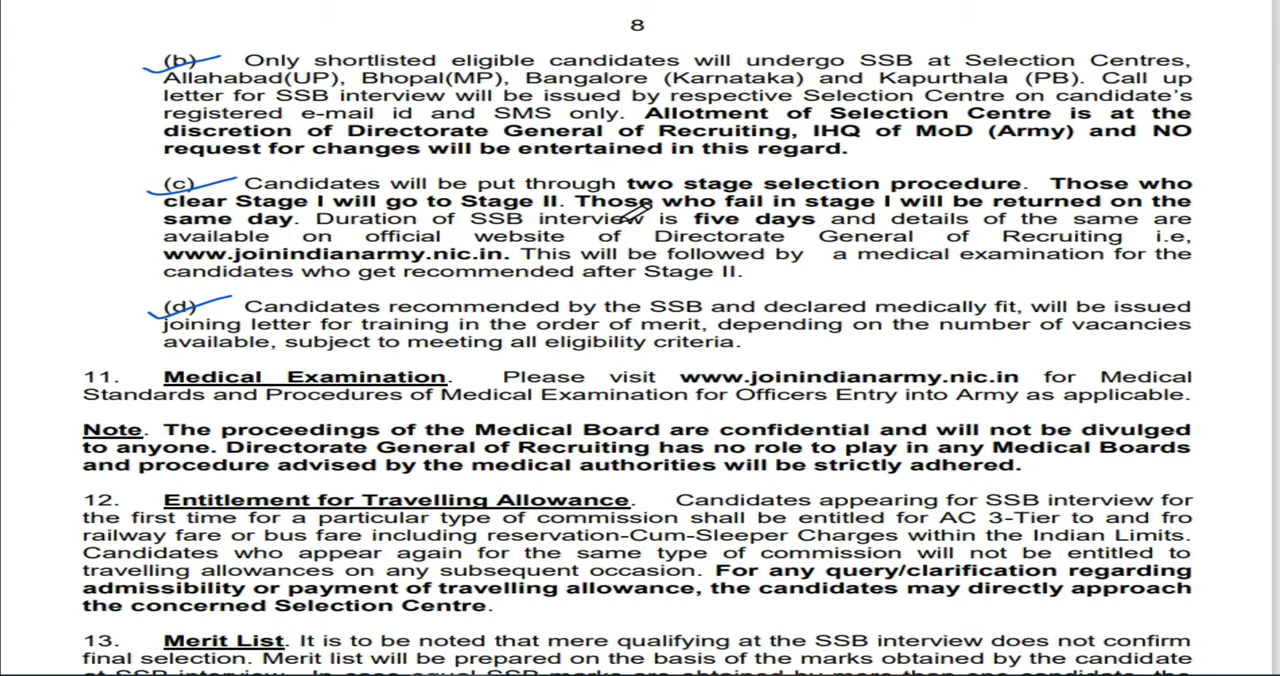 8
(b) Only shortlisted eligible candidates will undergo SSB at Selection Centres,
Allahabad(UP), Bhopal(MP), Bangalore (Karnataka) and Kapurthala (PB). Call up
letter for SSB interview will be issued by respective Selection Centre on candidate's
registered e-mail id and SMS only. Allotment of Selection Centre is at the
discretion of Directorate General of Recruiting, IHQ of MoD (Army) and NO
request for changes will be entertained in this regard.
(c) Candidates will be put through two stage selection procedure. Those who
clear Stage I will go to Stage II. Those who fail in stage I will be returned on the
same day. Duration of SSB interview is five days and details of the same are
available on official website of Directorate General of Recruiting i.e,
www.joinindianarmy.nic.in. This will be followed by a medical examination for the
candidates who get recommended after Stage II.
(d) Candidates recommended by the SSB and declared medically fit, will be issued
joining letter for training in the order of merit, depending on the number of vacancies
available, subject to meeting all eligibility criteria.
11. Medical Examination. Please visit www.joinindianarmy.nic.in for Medical
Standards and Procedures of Medical Examination for Officers Entry into Army as applicable.
Note. The proceedings of the Medical Board are confidential and will not be divulged
to anyone. Directorate General of Recruiting has no role to play in any Medical Boards
and procedure advised by the medical authorities will be strictly adhered.
12. Entitlement for Travelling Allowance. Candidates appearing for SSB interview for
the first time for a particular type of commission shall be entitled for AC 3-Tier to and fro
railway fare or bus fare including reservation-Cum-Sleeper Charges within the Indian Limits.
Candidates who appear again for the same type of commission will not be entitled to
travelling allowances on any subsequent occasion. For any query/clarification regarding
admissibility or payment of travelling allowance, the candidates may directly approach
the concerned Selection Centre.
13. Merit List. It is to be noted that mere qualifying at the SSB interview does not confirm
final selection. Merit list will be prepared on the basis of the marks obtained by the candidate
at SSB interview. In case equal SSB marks are obtained by more than one candidate, the